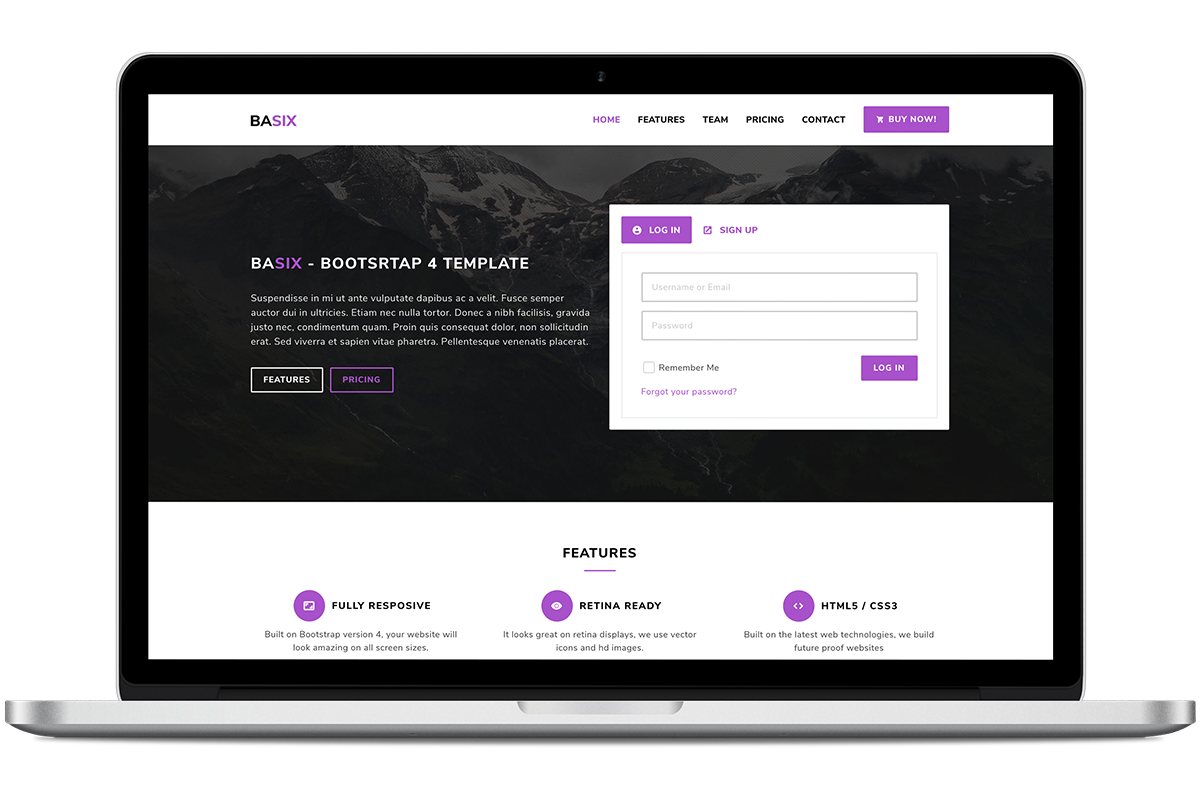 BASIX
HOME FEATURES TEAM PRICING CONTACT BUY NOW!
BASIX - BOOTSRTAP 4 TEMPLATE
Suspendisse in mi ut ante vulputate dapibus ac a velit. Fusce semper
auctor dui in ultricies. Etiam nec nulla tortor. Donec a nibh facilisis, gravida
justo nec, condimentum quam. Proin quis consequat dolor, non sollicitudin
erat. Sed viverra et sapien vitae pharetra. Pellentesque venenatis placerat.
FEATURES PRICING
LOG IN SIGN UP
Username or Email
Password
Remember Me LOG IN
Forgot your password?
FEATURES
FULLY RESPOSIVE
Built on Bootstrap version 4, your website will
look amazing on all screen sizes.
RETINA READY
It looks great on retina displays, we use vector
icons and hd images.
HTML5 / CSS3
Built on the latest web technologies, we build
future proof websites